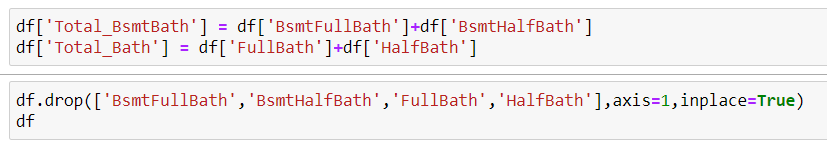 df['Total_BsmtBath'] = df['BsmtFullBath']+df['BsmtHalfBath']
df['Total_Bath'] = df['FullBath']+df['HalfBath']
df.drop(['BsmtFullBath','BsmtHalfBath','FullBath','HalfBath'],axis=1,inplace=True)
df